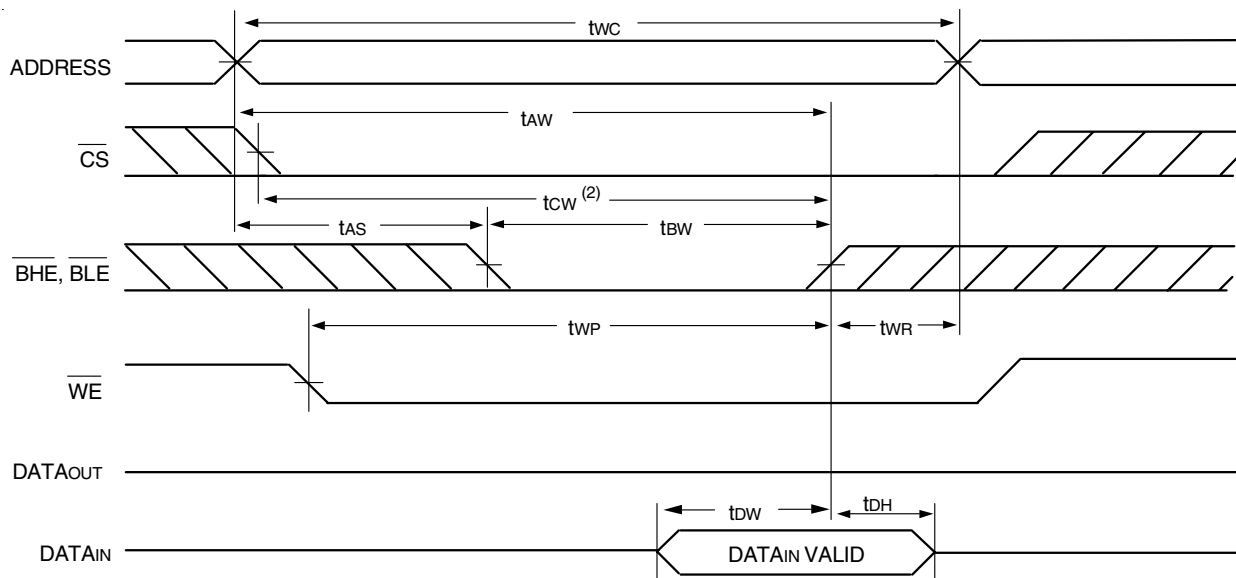 tWC
ADDRESS
tAW
CS
tCW (2)
tAS
tBW
BHE, BLE
tWP
tWR
WE
DATAOUT
tDW
tDH
DATAIN
DATAIN VALID